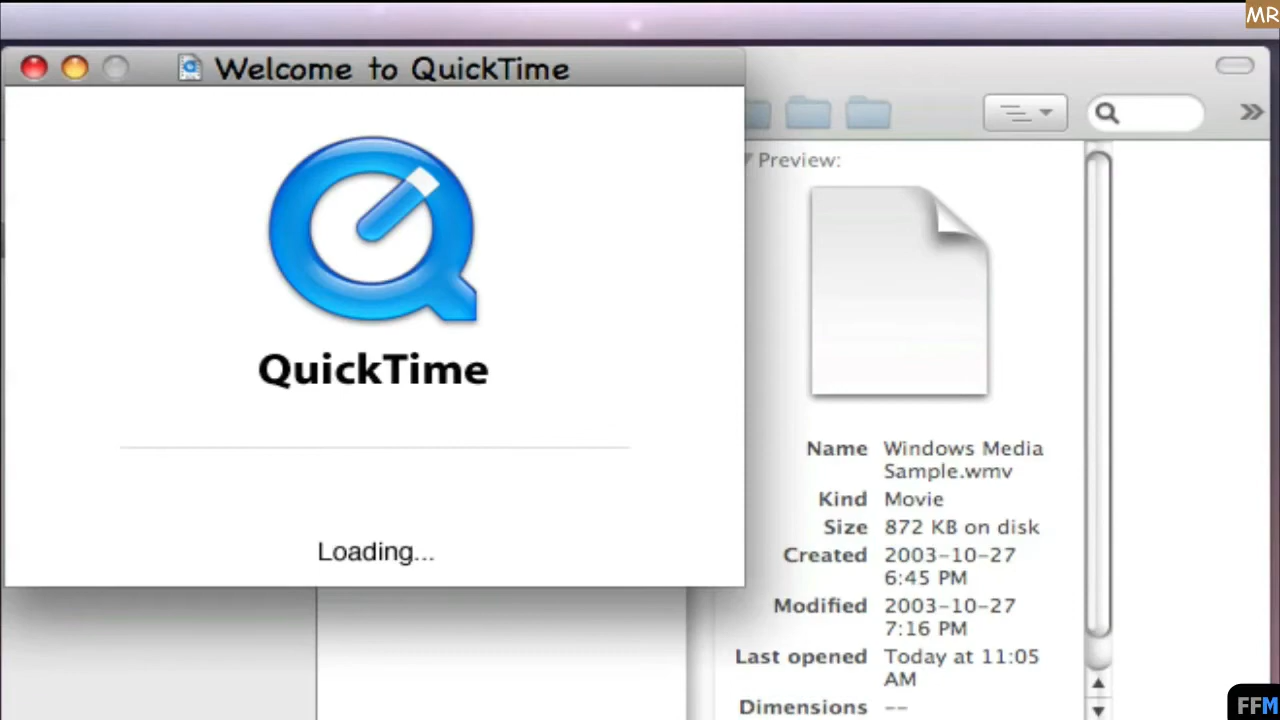 MR
Welcome to QuickTime
QuickTime
Loading...
Preview:
Name Windows Media
Sample.wmv
Kind Movie
Size 872 KB on disk
Created 2003-10-27
6:45 PM
Modified 2003-10-27
7:16 PM
Last opened Today at 11:05
AM
Dimensions --
FFM